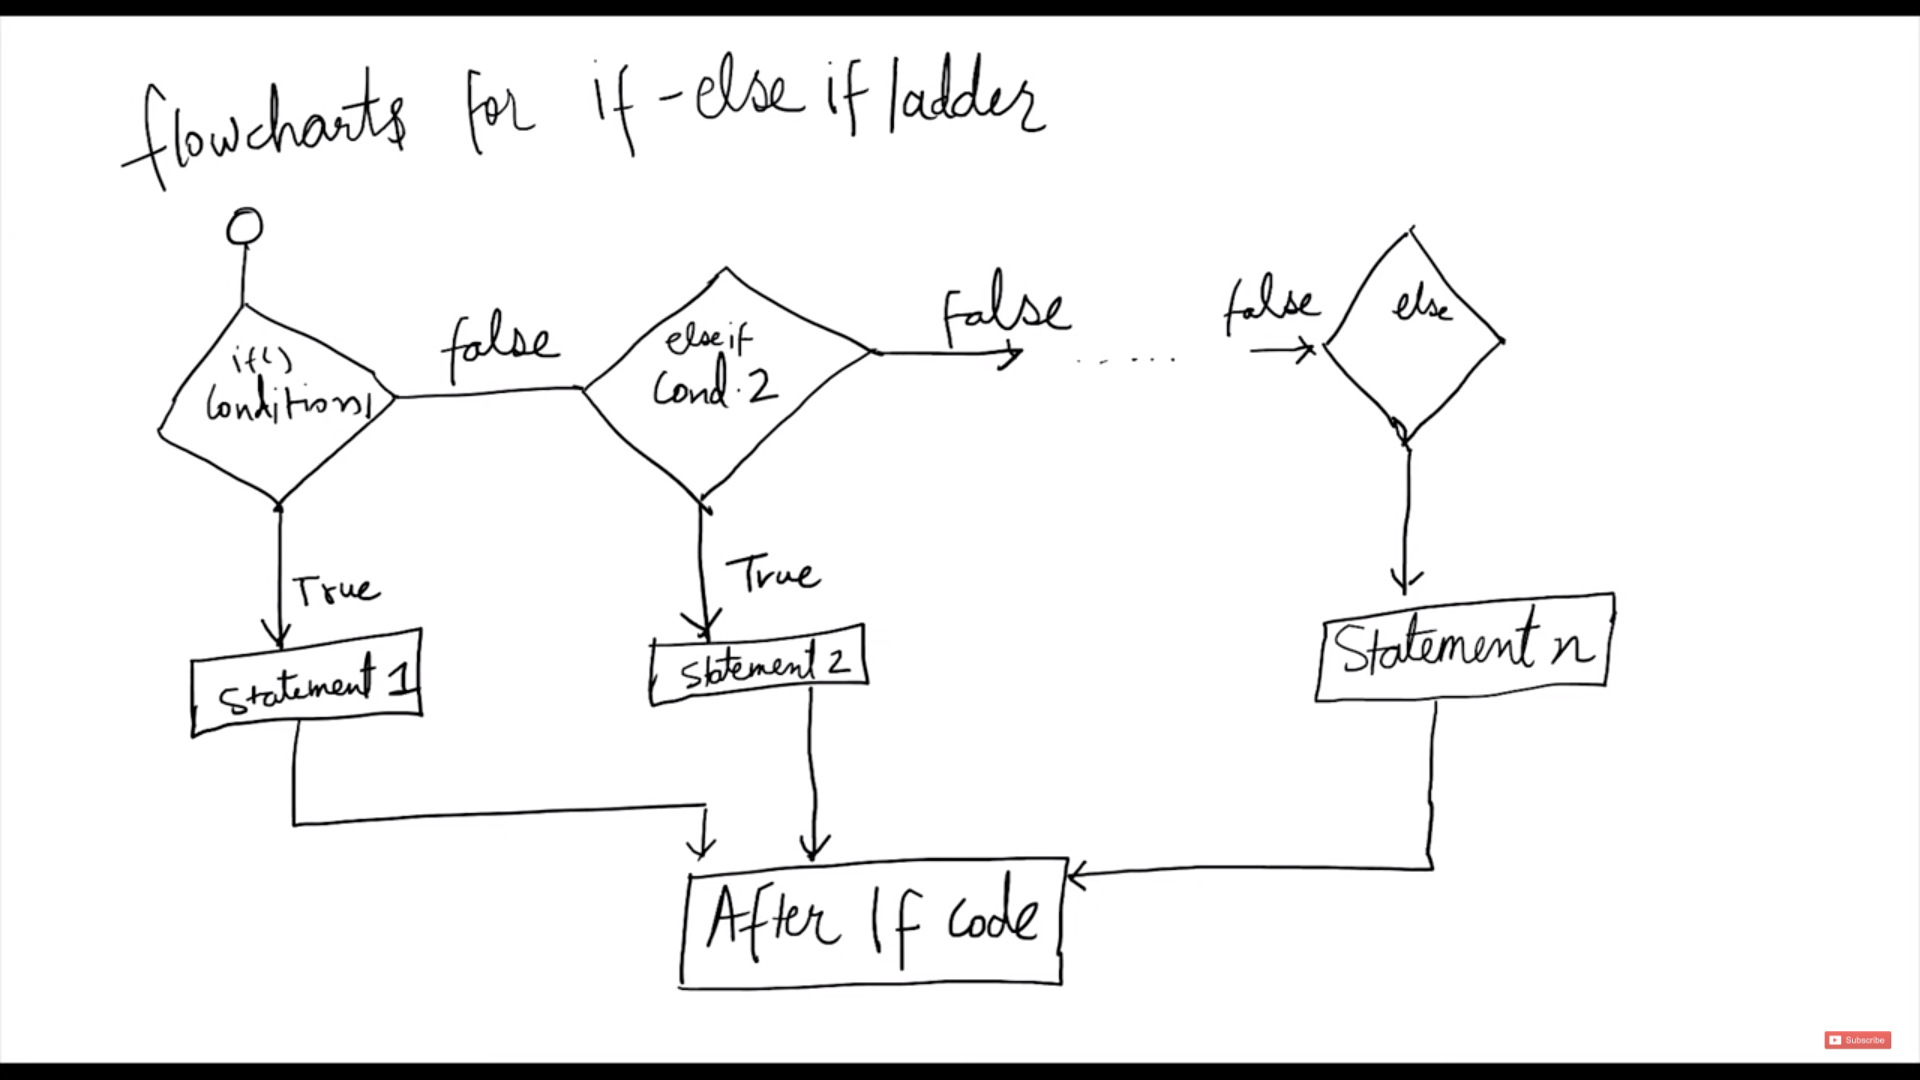 flowcharts for if-else if ladder
if()
Conditions1
false
else if
Cond.2
false
.....
false
else
True
True
Statement 1
Statement 2
Statement n
After If code
Subscribe